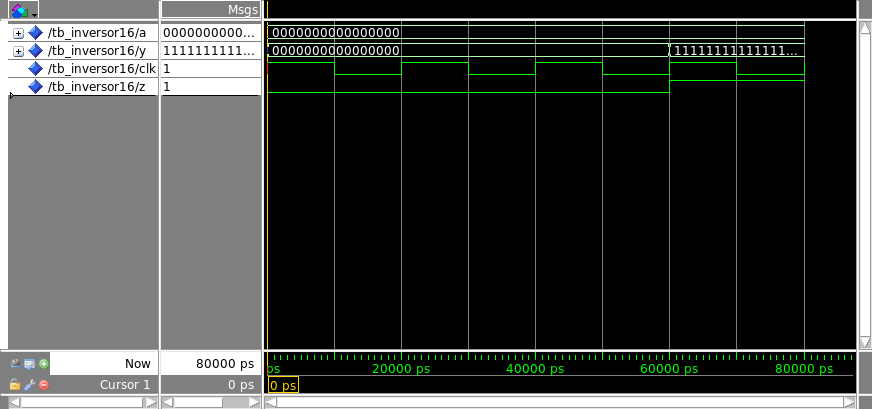 Msgs
/tb_inversor16/a 0000000000... 0000000000000000
/tb_inversor16/y 1111111111... 0000000000000000 11111111111111...
/tb_inversor16/clk 1
/tb_inversor16/z 1
Now 80000 ps ps 20000 ps 40000 ps 60000 ps 80000 ps
Cursor 1 0 ps 0 ps